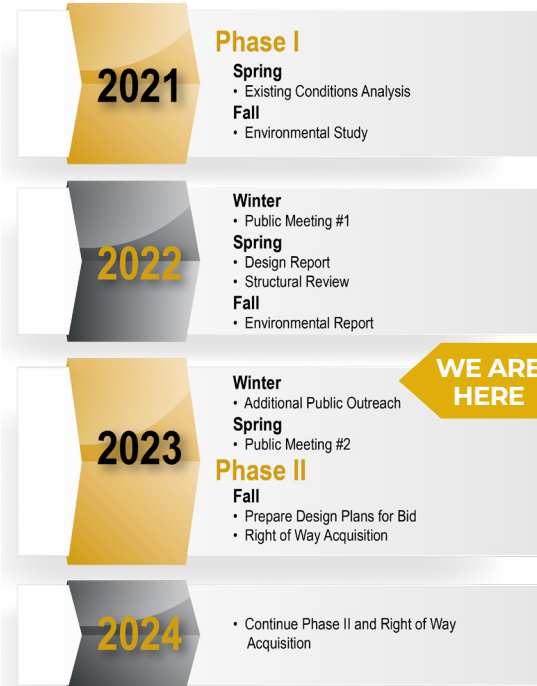 2021
Phase I
Spring
• Existing Conditions Analysis
Fall
• Environmental Study
2022
Winter
• Public Meeting #1
Spring
• Design Report
• Structural Review
Fall
• Environmental Report
WE ARE
HERE
2023
Winter
• Additional Public Outreach
Spring
• Public Meeting #2
Phase II
Fall
• Prepare Design Plans for Bid
• Right of Way Acquisition
2024
• Continue Phase II and Right of Way
Acquisition